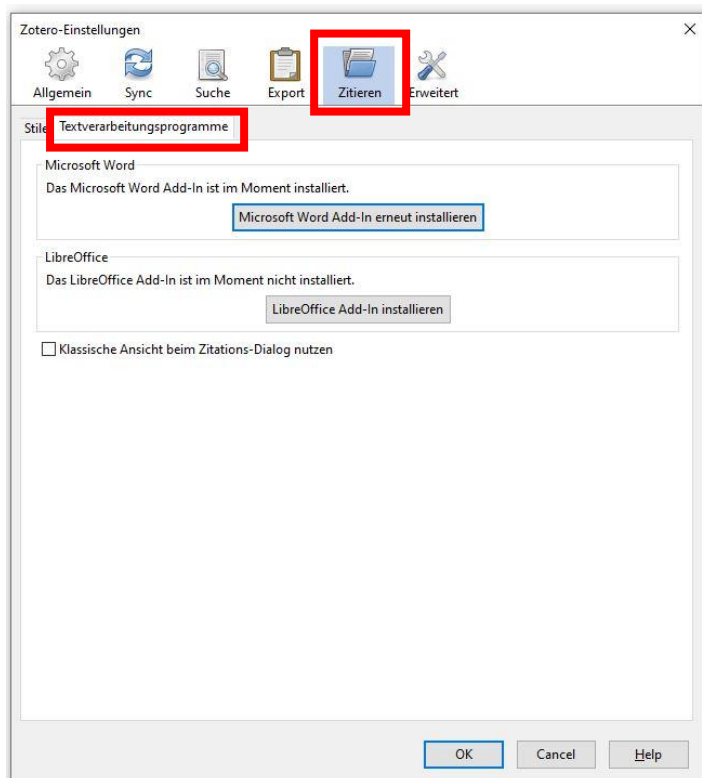 Zotero-Einstellungen
Allgemein Sync Suche Export Zitieren Erweitert
Stile Textverarbeitungsprogramme
Microsoft Word
Das Microsoft Word Add-In ist im Moment installiert.
Microsoft Word Add-In erneut installieren
LibreOffice
Das LibreOffice Add-In ist im Moment nicht installiert.
LibreOffice Add-In installieren
Klassische Ansicht beim Zitations-Dialog nutzen
OK Cancel Help